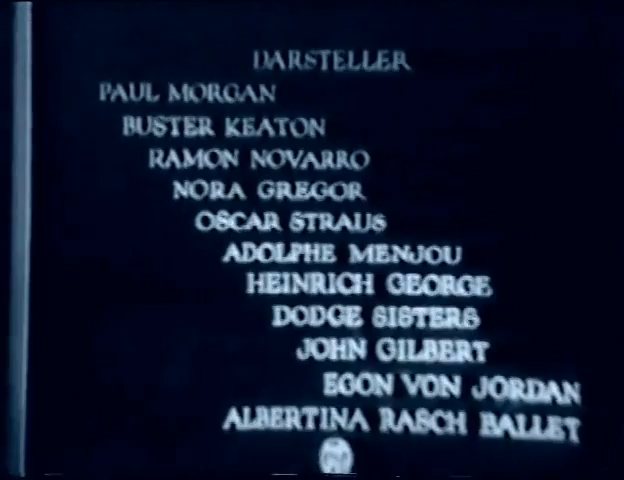 DARSTELLER
PAUL MORGAN
BUSTER KEATON
RAMON NOVARRO
NORA GREGOR
OSCAR STRAUS
ADOLPHE MENJOU
HEINRICH GEORGE
DODGE SISTERS
JOHN GILBERT
EGON VON JORDAN
ALBERTINA RASCH BALLET